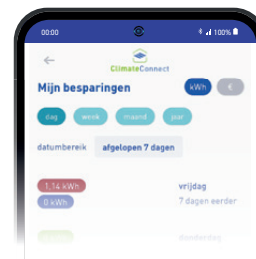 00:00 100%
ClimateConnect
Mijn besparingen kWh €
dag week maand jaar
datumbereik afgelopen 7 dagen
1,14 kWh vrijdag
0 kWh 7 dagen eerder
donderdag